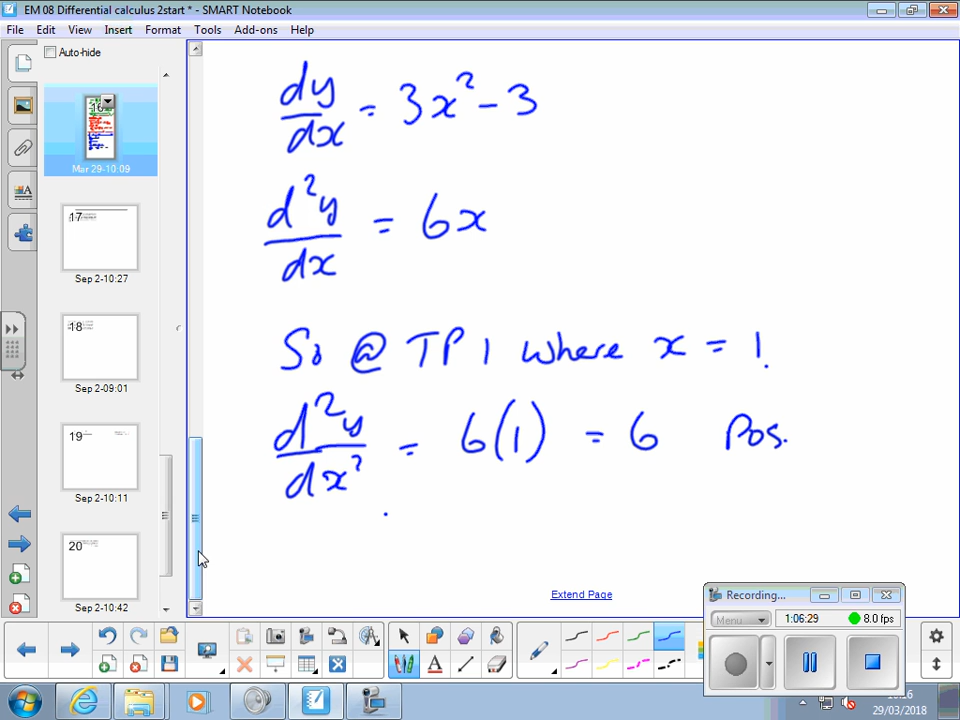 EM 08 Differential calculus 2start * - SMART Notebook
File Edit View Insert Format Tools Add-ons Help
Auto-hide
16
Mar 29-10:09
17
Sep 2-10:27
18
Sep 2-09:01
19
Sep 2-10:11
20
Sep 2-10:42
dy/dx = 3x² - 3
d²y/dx = 6x
So @ TP 1 where x = 1.
d²y/dx² = 6(1) = 6 Pos.
Extend Page
Recording...
Menu
1:06:29
8.0 fps
A
29/03/2018